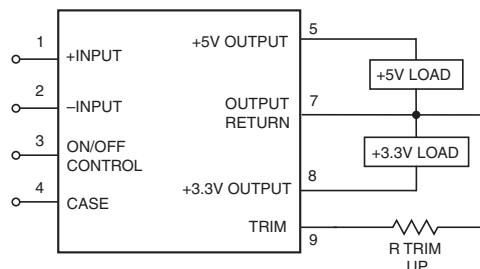 1
+INPUT
2
–INPUT
3
ON/OFF
CONTROL
4
CASE
+5V OUTPUT
5
+5V LOAD
OUTPUT
RETURN
7
+3.3V LOAD
+3.3V OUTPUT
8
TRIM
9
R TRIM
UP